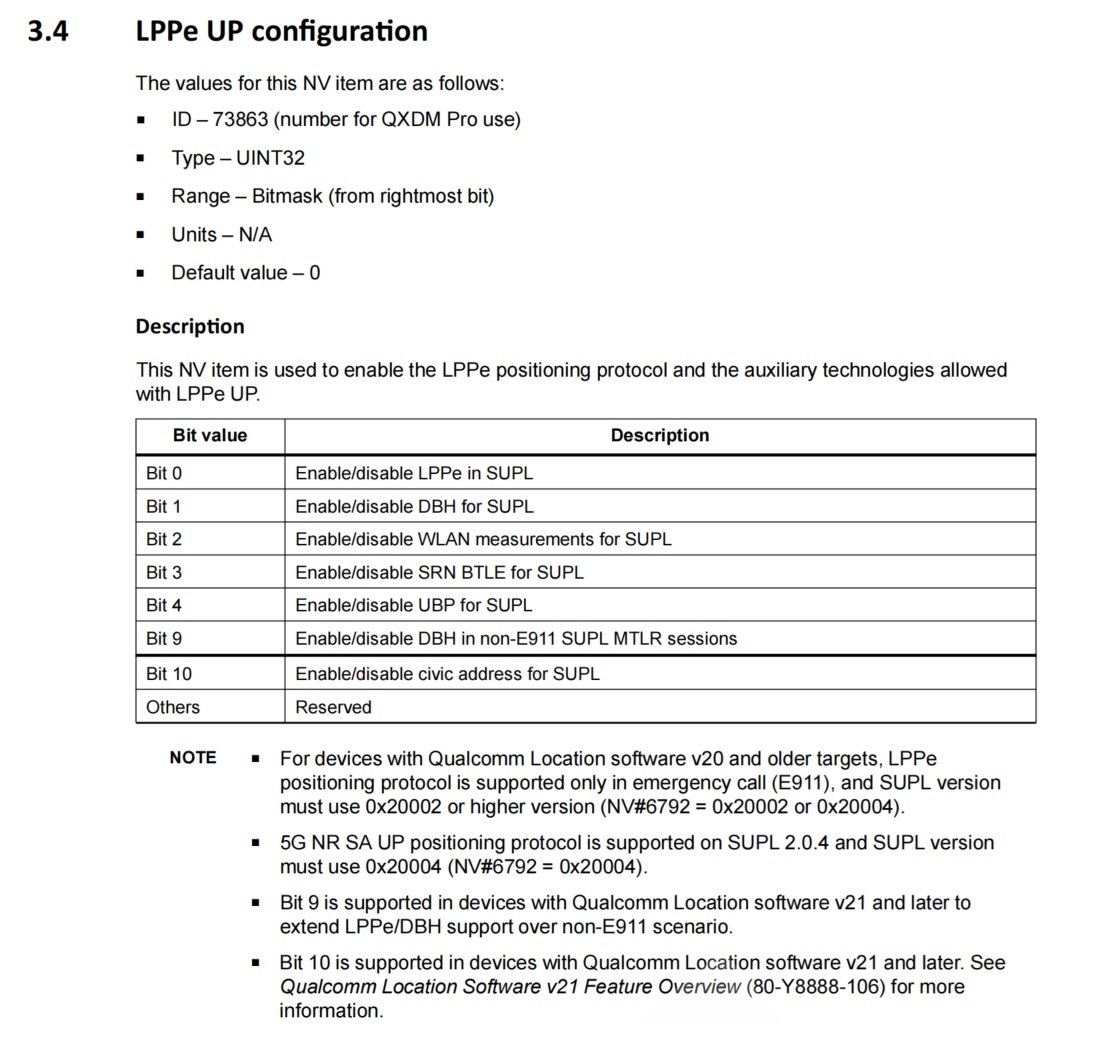 3.4 LPPe UP configuration
The values for this NV item are as follows:
▪ ID – 73863 (number for QXDM Pro use)
▪ Type – UINT32
▪ Range – Bitmask (from rightmost bit)
▪ Units – N/A
▪ Default value – 0
Description
This NV item is used to enable the LPPe positioning protocol and the auxiliary technologies allowed
with LPPe UP.
Bit value Description
Bit 0 Enable/disable LPPe in SUPL
Bit 1 Enable/disable DBH for SUPL
Bit 2 Enable/disable WLAN measurements for SUPL
Bit 3 Enable/disable SRN BTLE for SUPL
Bit 4 Enable/disable UBP for SUPL
Bit 9 Enable/disable DBH in non-E911 SUPL MTLR sessions
Bit 10 Enable/disable civic address for SUPL
Others Reserved
NOTE ▪ For devices with Qualcomm Location software v20 and older targets, LPPe
positioning protocol is supported only in emergency call (E911), and SUPL version
must use 0x20002 or higher version (NV#6792 = 0x20002 or 0x20004).
▪ 5G NR SA UP positioning protocol is supported on SUPL 2.0.4 and SUPL version
must use 0x20004 (NV#6792 = 0x20004).
▪ Bit 9 is supported in devices with Qualcomm Location software v21 and later to
extend LPPe/DBH support over non-E911 scenario.
▪ Bit 10 is supported in devices with Qualcomm Location software v21 and later. See
Qualcomm Location Software v21 Feature Overview (80-Y8888-106) for more
information.